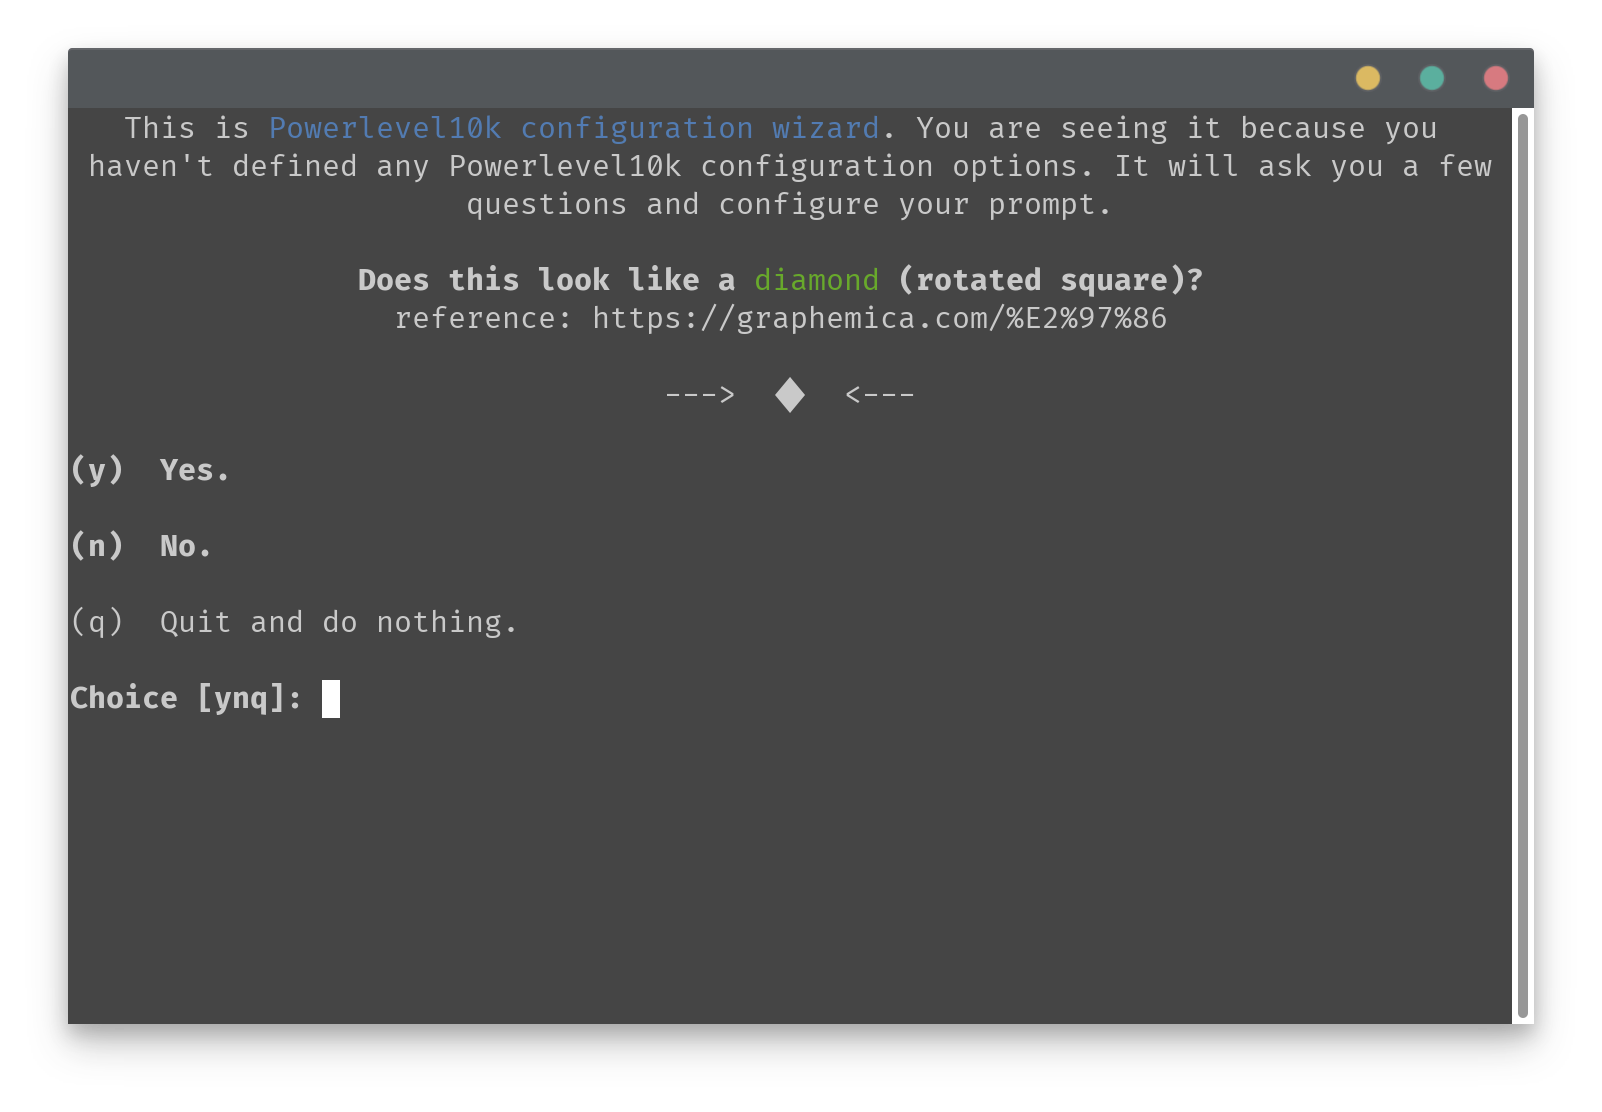 This is Powerlevel10k configuration wizard. You are seeing it because you
haven't defined any Powerlevel10k configuration options. It will ask you a few
questions and configure your prompt.
Does this look like a diamond (rotated square)?
reference: https://graphemica.com/%E2%97%86
---> ◆ <---
(y) Yes.
(n) No.
(q) Quit and do nothing.
Choice [ynq]: